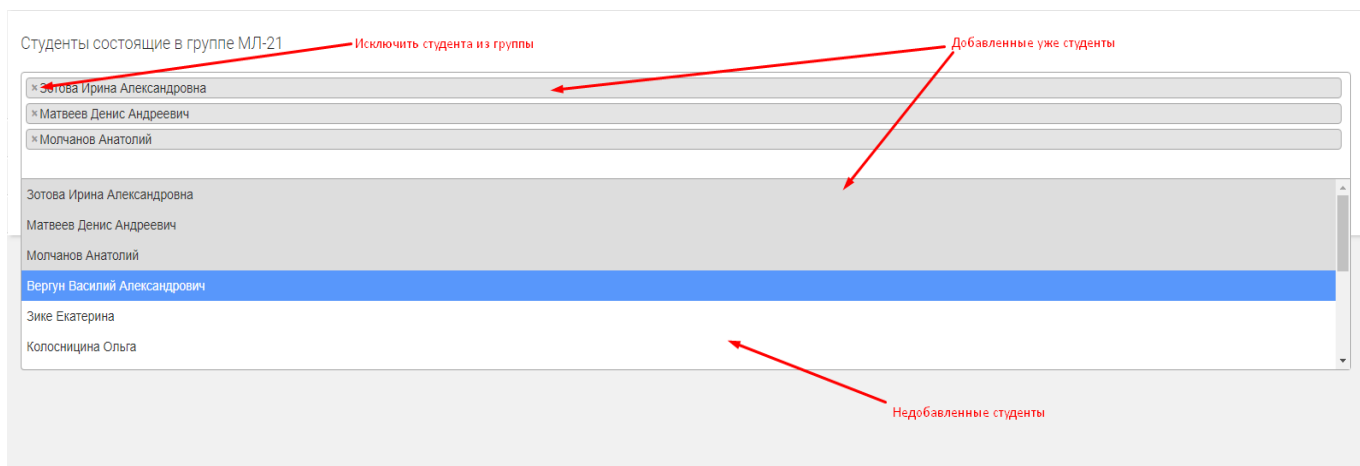 Студенты состоящие в группе МЛ-21
Исключить студента из группы
Добавленные уже студенты
×Зотова Ирина Александровна
×Матвеев Денис Андреевич
×Молчанов Анатолий
Зотова Ирина Александровна
Матвеев Денис Андреевич
Молчанов Анатолий
Вергун Василий Александрович
Зике Екатерина
Колосницина Ольга
Недобавленные студенты